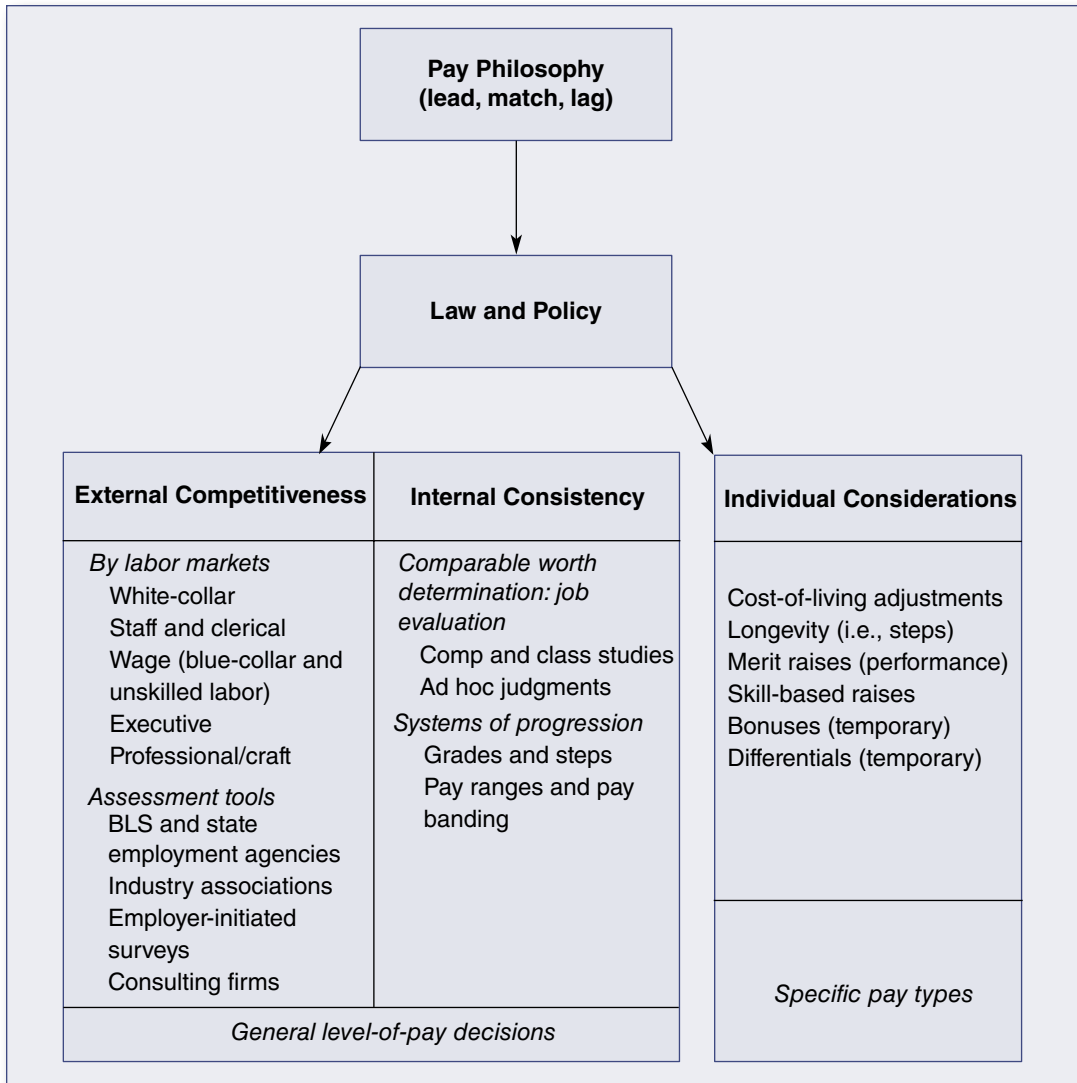 Pay Philosophy
(lead, match, lag)
Law and Policy
External Competitiveness
By labor markets
White-collar
Staff and clerical
Wage (blue-collar and
unskilled labor)
Executive
Professional/craft
Assessment tools
BLS and state
employment agencies
Industry associations
Employer-initiated
surveys
Consulting firms
Internal Consistency
Comparable worth
determination: job
evaluation
Comp and class studies
Ad hoc judgments
Systems of progression
Grades and steps
Pay ranges and pay
banding
General level-of-pay decisions
Individual Considerations
Cost-of-living adjustments
Longevity (i.e., steps)
Merit raises (performance)
Skill-based raises
Bonuses (temporary)
Differentials (temporary)
Specific pay types